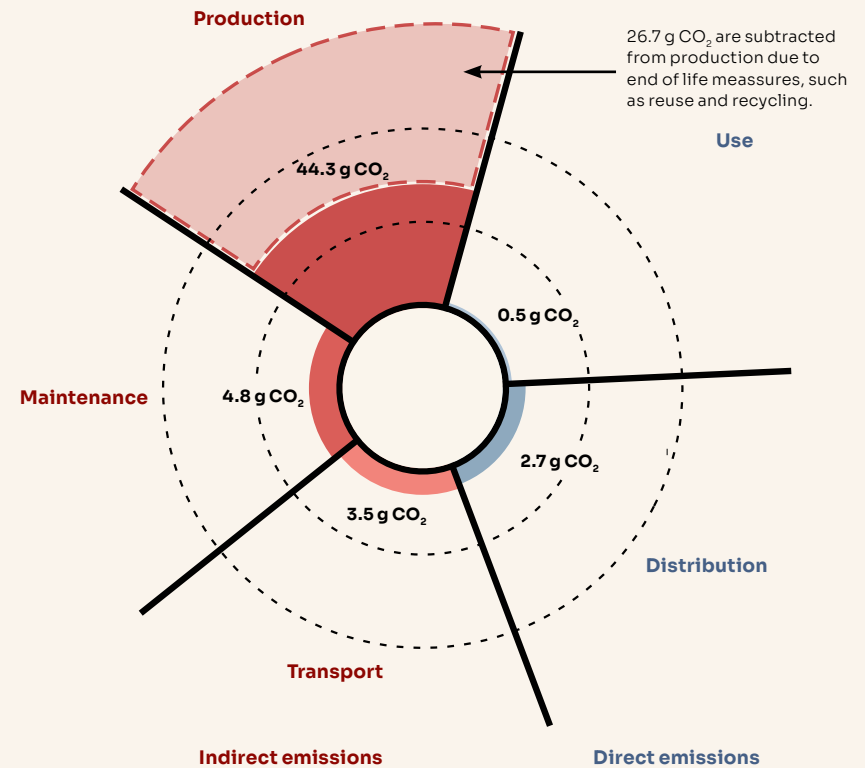 Production
26.7 g CO₂ are subtracted
from production due to
end of life meassures, such
as reuse and recycling.
Use
44.3 g CO₂
0.5 g CO₂
Maintenance
4.8 g CO₂
2.7 g CO₂
3.5 g CO₂
Distribution
Transport
Indirect emissions
Direct emissions